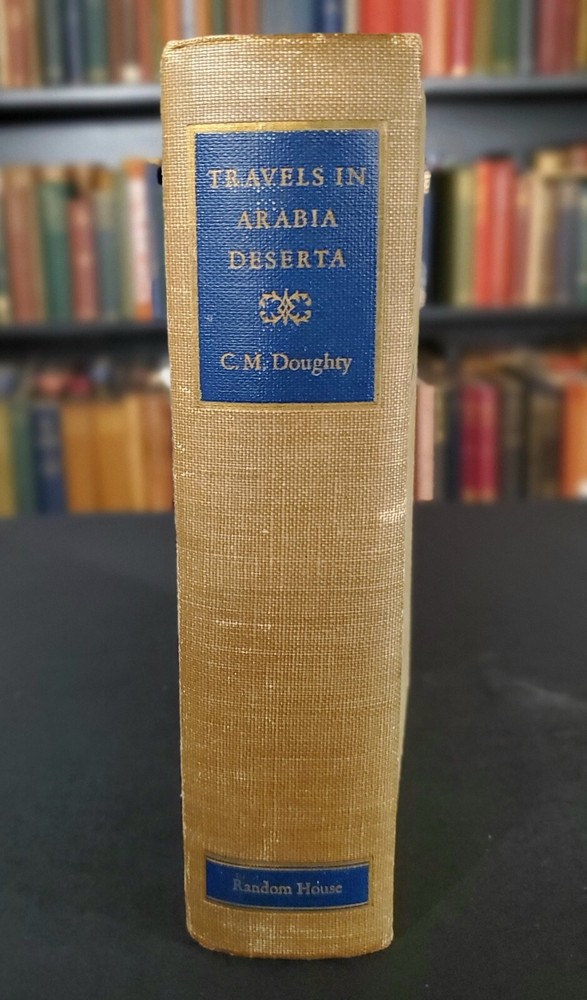 TRAVELS IN
ARABIA
DESERTA
C. M. Doughty
Random House